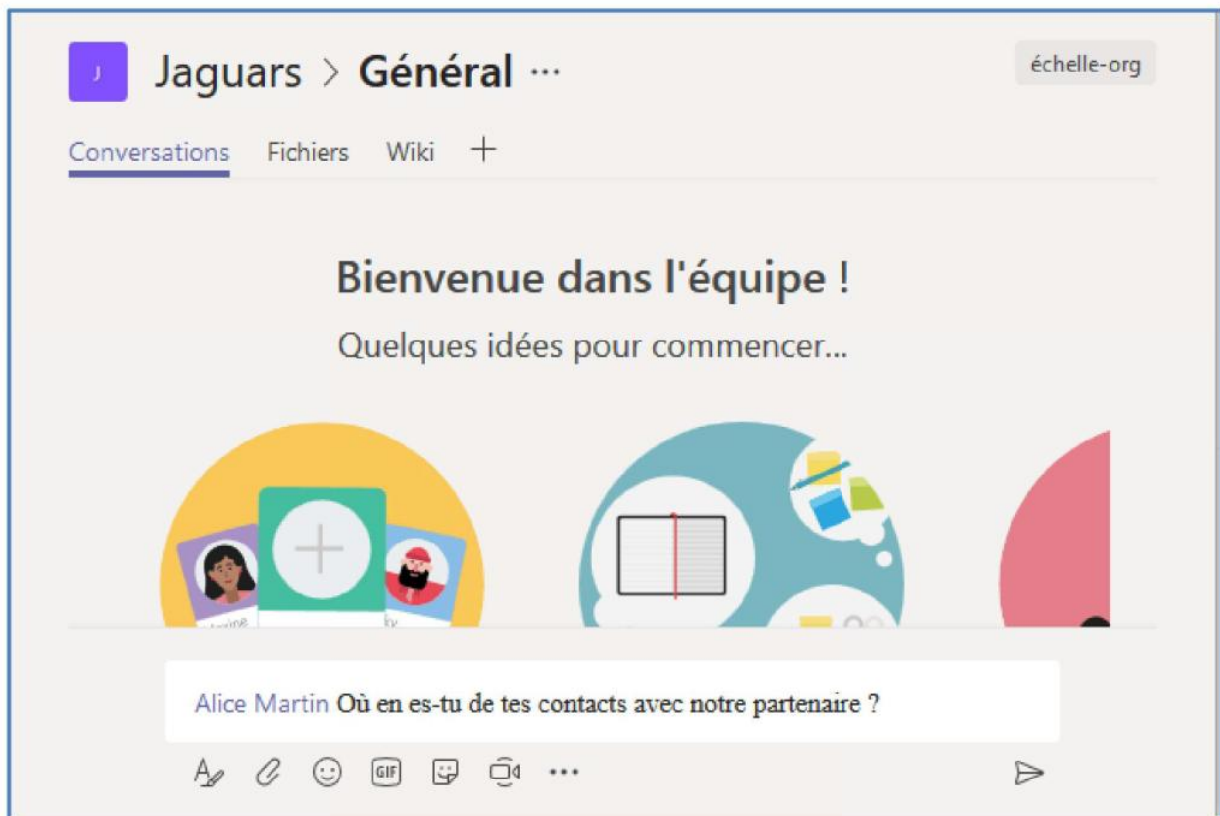 J Jaguars > Général ...
échelle-org
Conversations Fichiers Wiki +
Bienvenue dans l'équipe !
Quelques idées pour commencer...
Alice Martin Où en es-tu de tes contacts avec notre partenaire ?
GIF